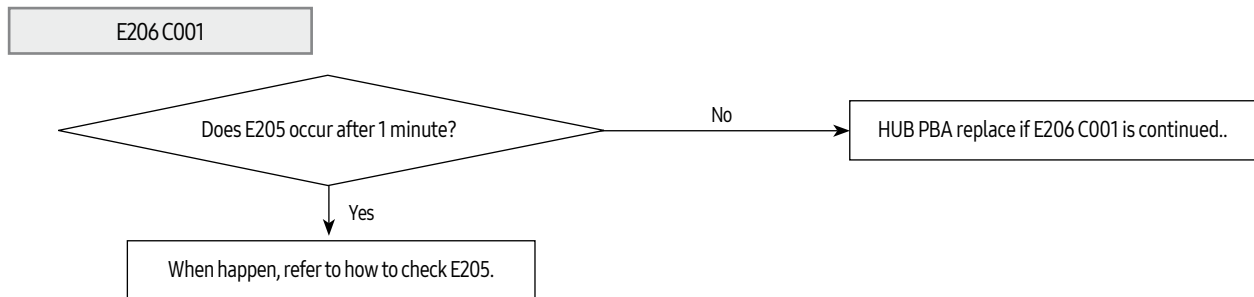 E206 C001
Does E205 occur after 1 minute?
No
HUB PBA replace if E206 C001 is continued..
Yes
When happen, refer to how to check E205.